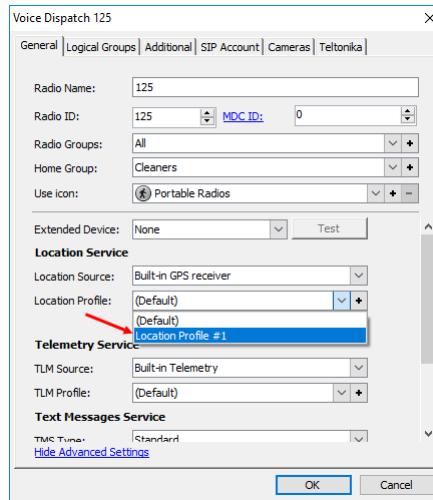 Voice Dispatch 125
General Logical Groups Additional SIP Account Cameras Teltonika
Radio Name: 125
Radio ID: 125 MDC ID: 0
Radio Groups: All
Home Group: Cleaners
Use icon: Portable Radios
Extended Device: None Test
Location Service
Location Source: Built-in GPS receiver
Location Profile: (Default)
(Default)
Location Profile #1
Telemetry Service
TLM Source: Built-in Telemetry
TLM Profile: (Default)
Text Messages Service
TMS Type: Standard
Hide Advanced Settings
OK Cancel